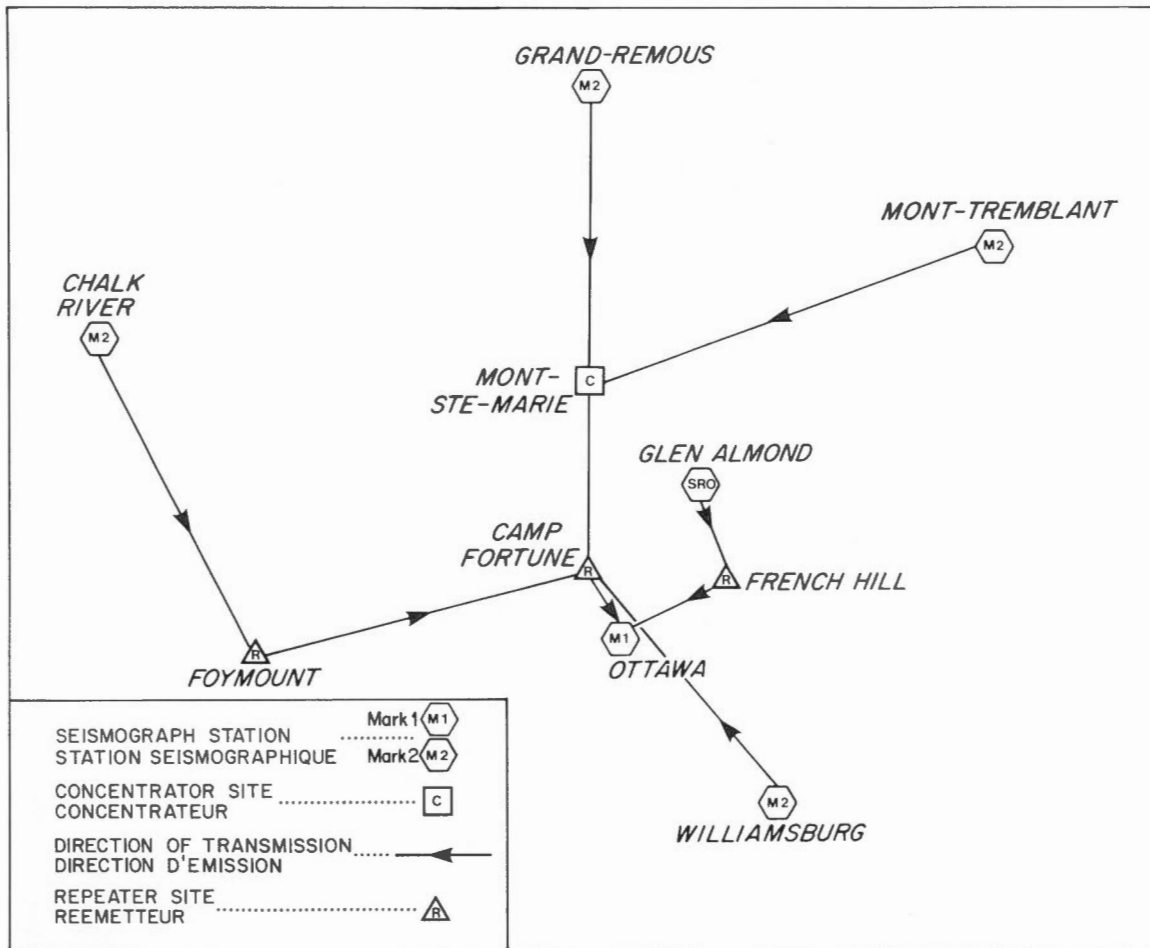 GRAND-REMOUS
M2
MONT-TREMBLANT
M2
CHALK
RIVER
M2
MONT-
STE-MARIE
C
GLEN ALMOND
SRO
CAMP
FORTUNE
R
R
FRENCH HILL
M1
OTTAWA
R
FOYMOUNT
M2
WILLIAMSBURG
SEISMOGRAPH STATION ........ Mark 1 M1
STATION SEISMOGRAPHIQUE Mark 2 M2
CONCENTRATOR SITE
CONCENTRATEUR ........ C
DIRECTION OF TRANSMISSION
DIRECTION D'EMISSION
REPEATER SITE
REEMETTEUR ........ R